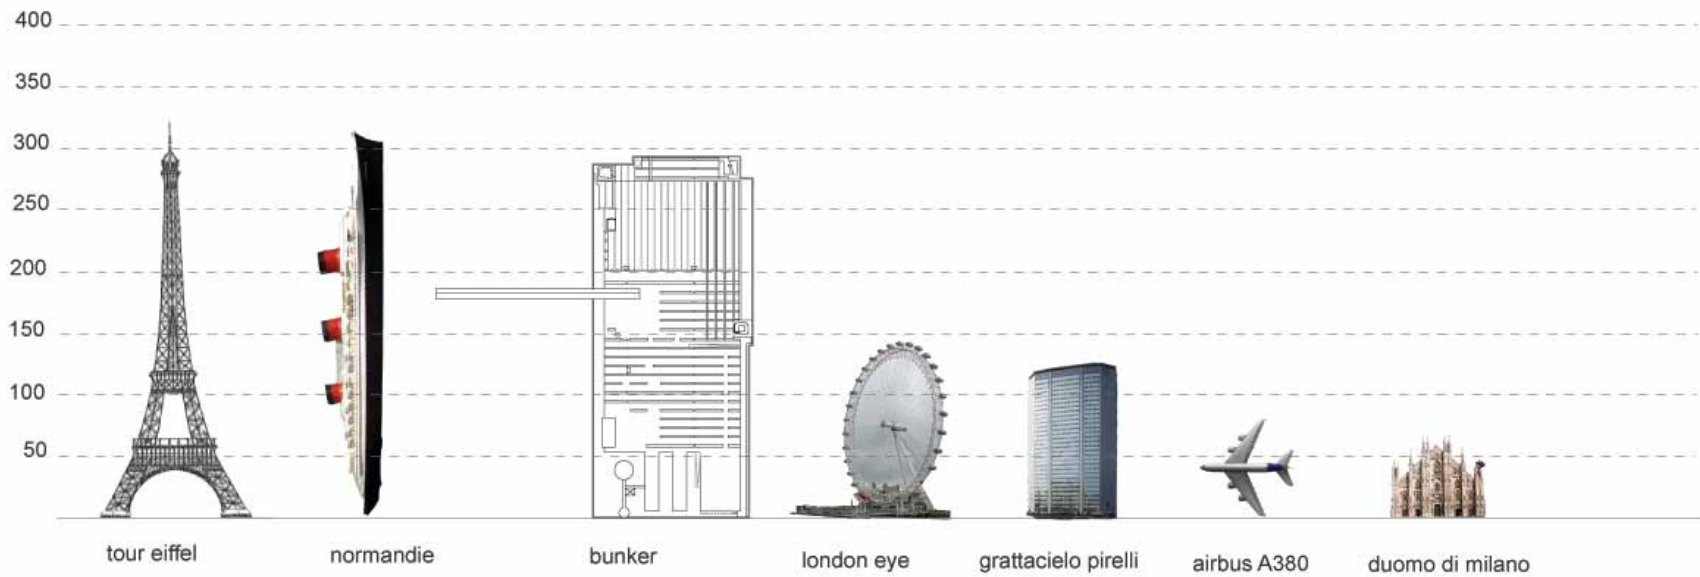 400
350
300
250
200
150
100
50
tour eiffel
normandie
bunker
london eye
grattacielo pirelli
airbus A380
duomo di milano